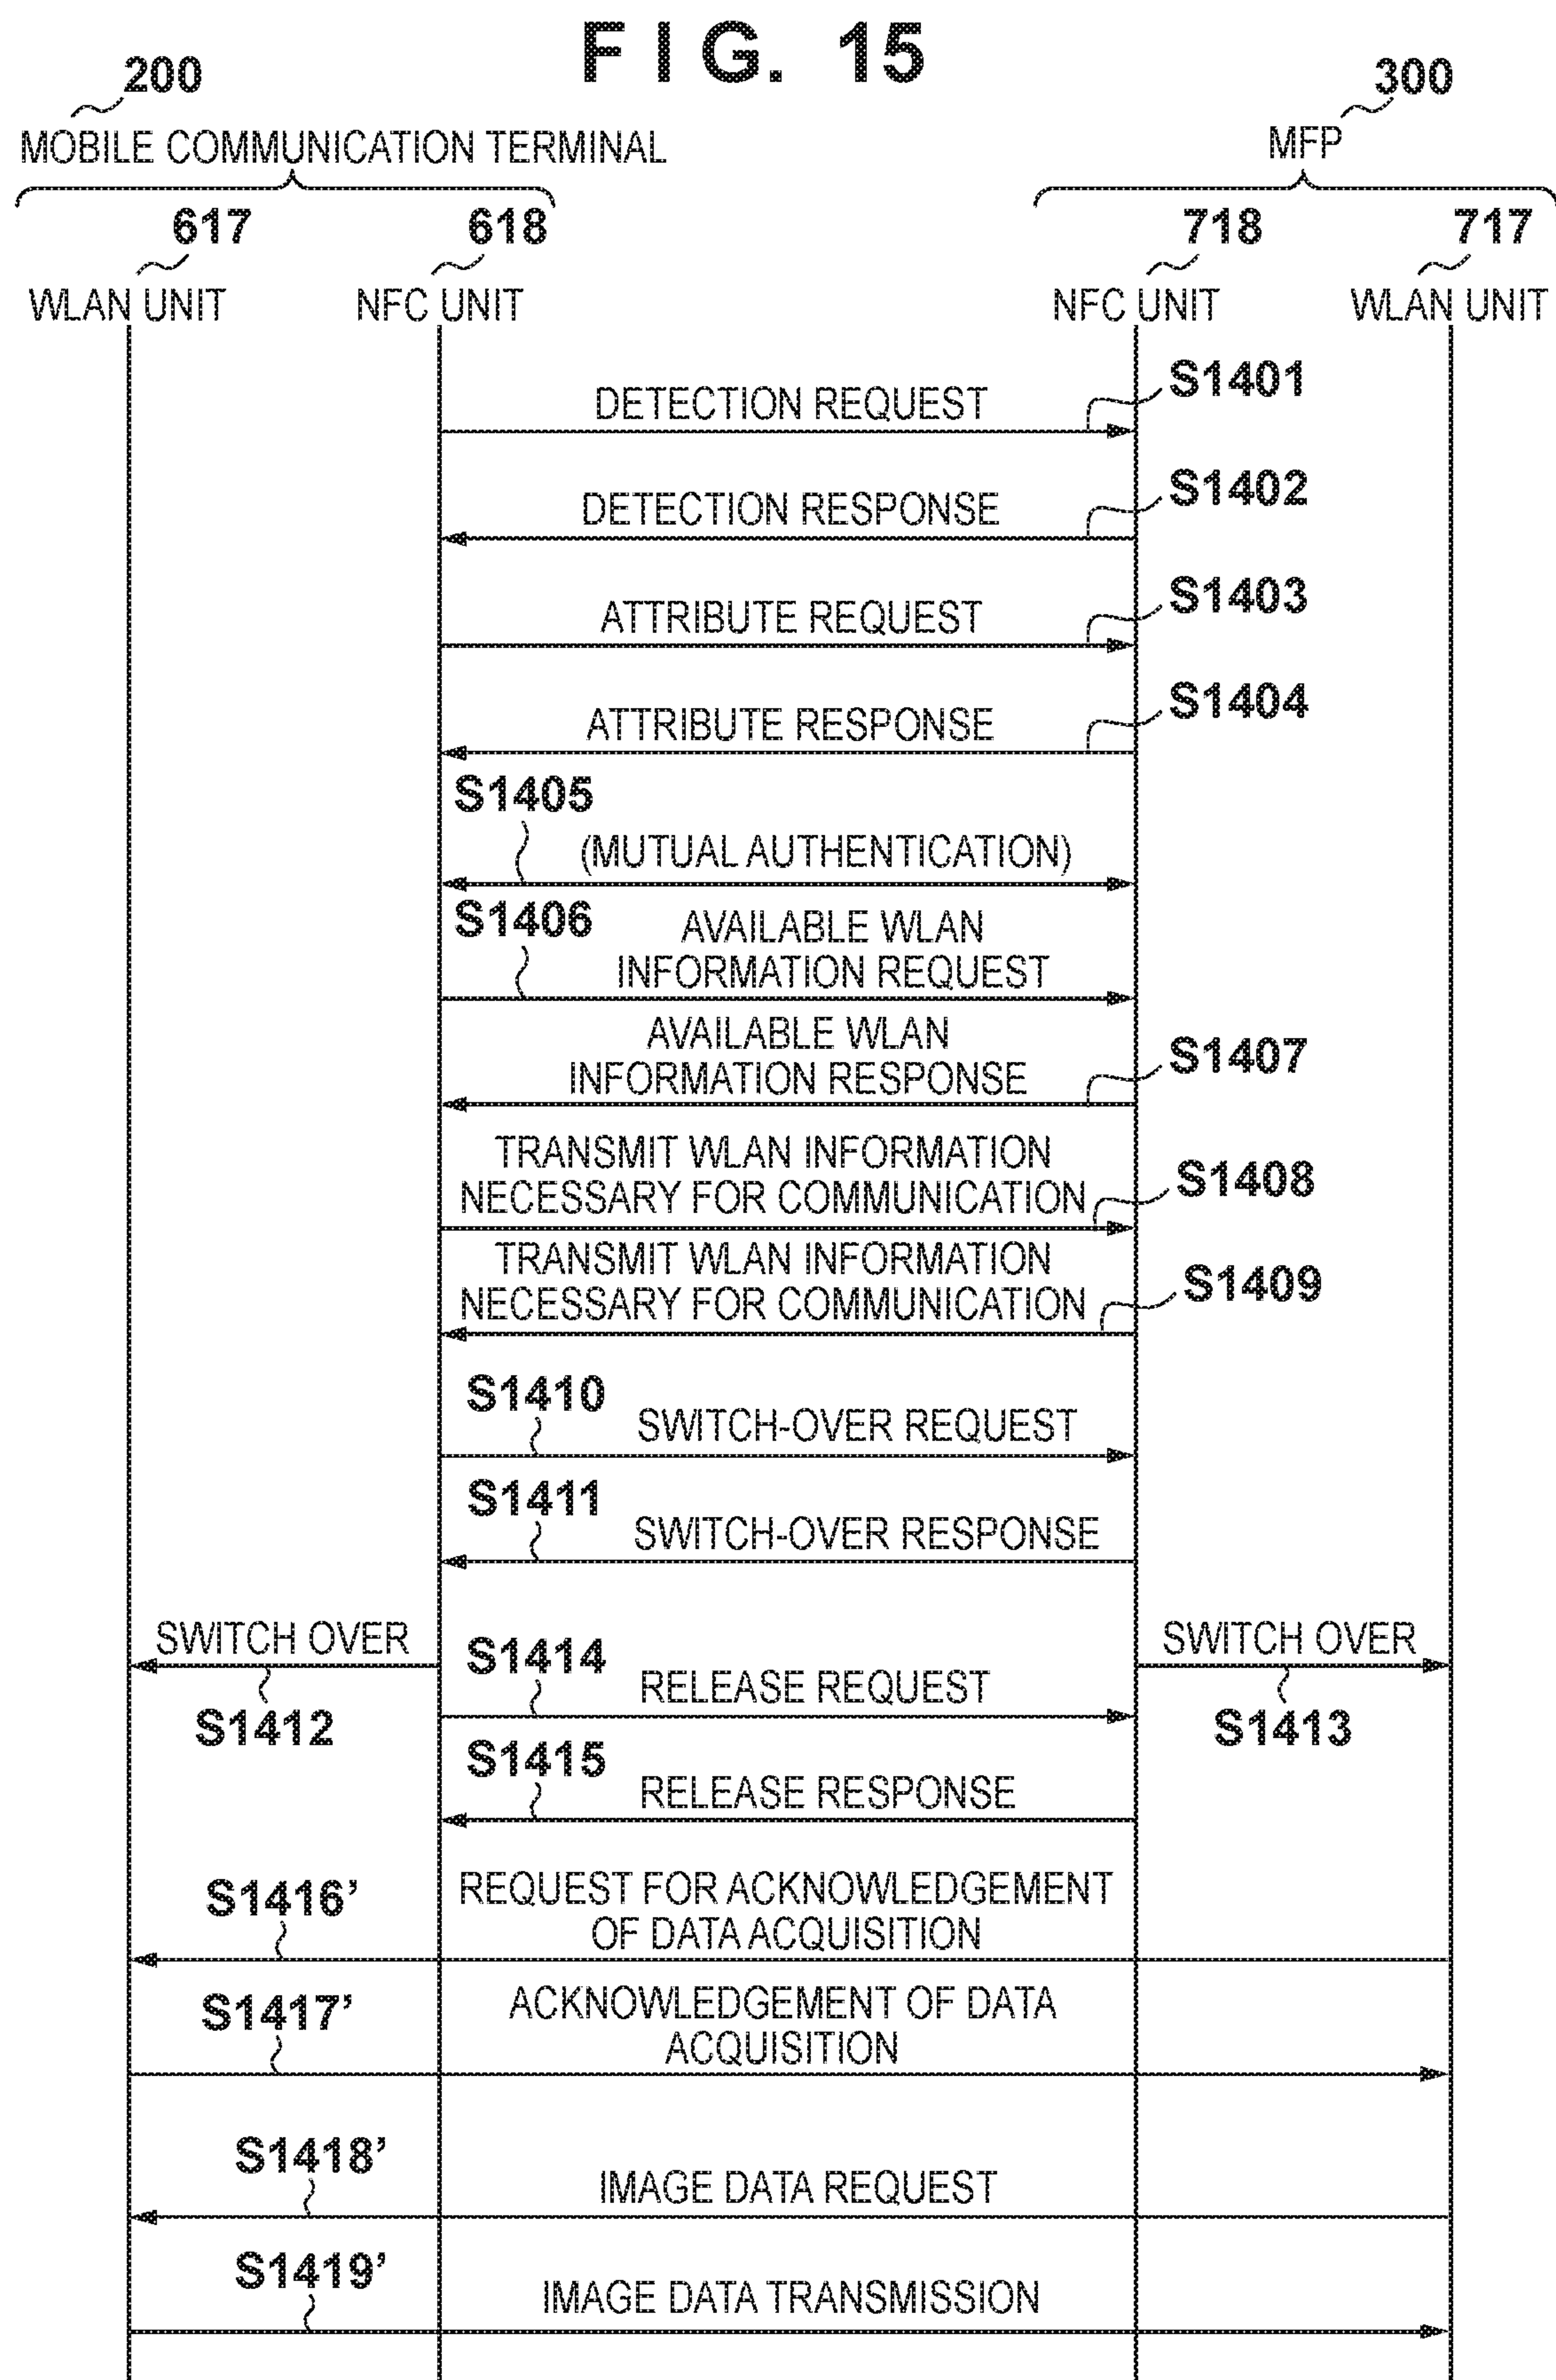 FIG. 15
200
300
MOBILE COMMUNICATION TERMINAL
MFP
617
618
718
717
WLAN UNIT
NFC UNIT
NFC UNIT
WLAN UNIT
S1401
DETECTION REQUEST
S1402
DETECTION RESPONSE
S1403
ATTRIBUTE REQUEST
S1404
ATTRIBUTE RESPONSE
S1405
(MUTUAL AUTHENTICATION)
S1406
AVAILABLE WLAN
INFORMATION REQUEST
AVAILABLE WLAN
INFORMATION RESPONSE
S1407
TRANSMIT WLAN INFORMATION
NECESSARY FOR COMMUNICATION
S1408
TRANSMIT WLAN INFORMATION
NECESSARY FOR COMMUNICATION
S1409
S1410
SWITCH-OVER REQUEST
S1411
SWITCH-OVER RESPONSE
SWITCH OVER
S1412
SWITCH OVER
S1413
S1414
RELEASE REQUEST
S1415
RELEASE RESPONSE
S1416’
REQUEST FOR ACKNOWLEDGEMENT
OF DATA ACQUISITION
S1417’
ACKNOWLEDGEMENT OF DATA
ACQUISITION
S1418’
IMAGE DATA REQUEST
S1419’
IMAGE DATA TRANSMISSION